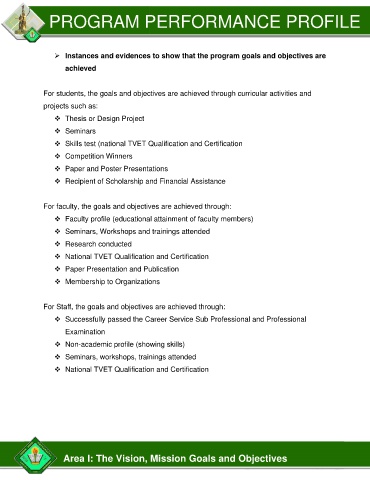 PROGRAM PERFORMANCE PROFILE
➢ Instances and evidences to show that the program goals and objectives are
achieved
For students, the goals and objectives are achieved through curricular activities and
projects such as:
❖ Thesis or Design Project
❖ Seminars
❖ Skills test (national TVET Qualification and Certification
❖ Competition Winners
❖ Paper and Poster Presentations
❖ Recipient of Scholarship and Financial Assistance
For faculty, the goals and objectives are achieved through:
❖ Faculty profile (educational attainment of faculty members)
❖ Seminars, Workshops and trainings attended
❖ Research conducted
❖ National TVET Qualification and Certification
❖ Paper Presentation and Publication
❖ Membership to Organizations
For Staff, the goals and objectives are achieved through:
❖ Successfully passed the Career Service Sub Professional and Professional
Examination
❖ Non-academic profile (showing skills)
❖ Seminars, workshops, trainings attended
❖ National TVET Qualification and Certification
Area I: The Vision, Mission Goals and Objectives